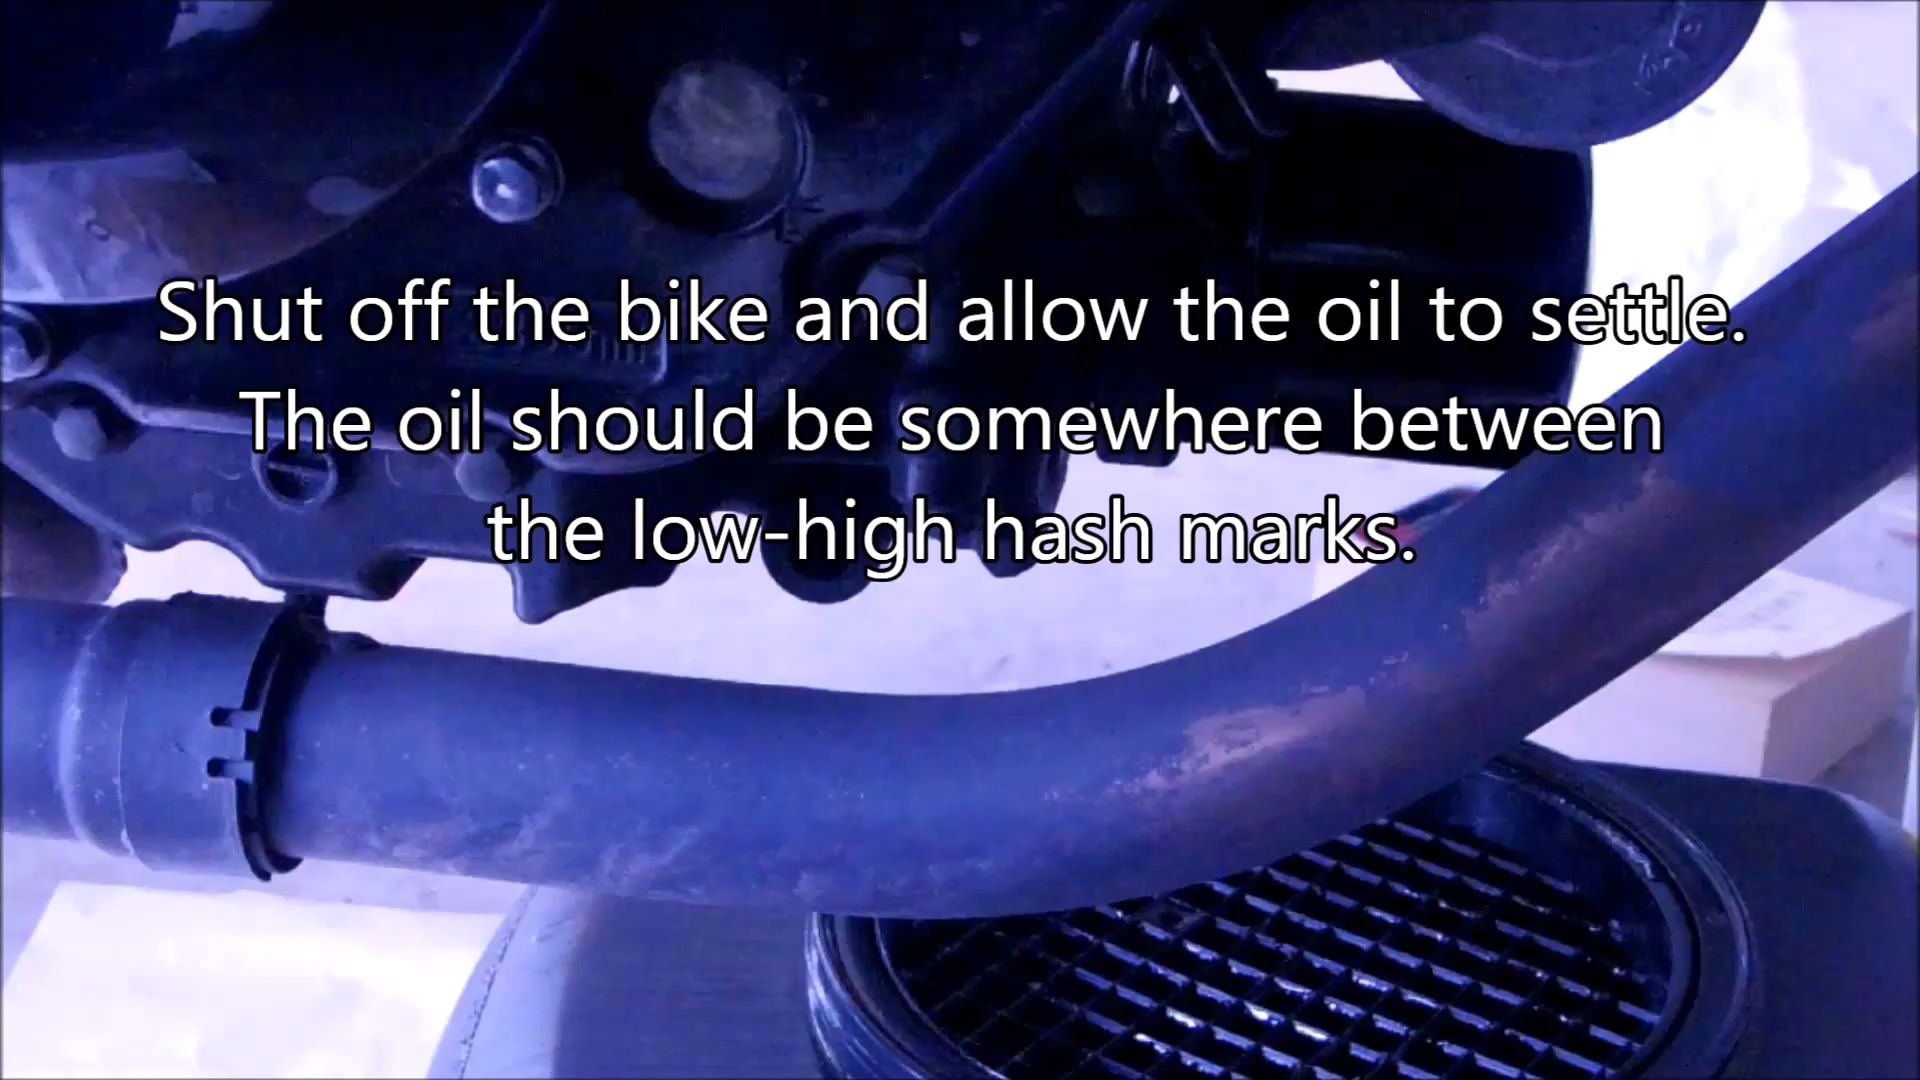 Shut off the bike and allow the oil to settle.
The oil should be somewhere between
the low-high hash marks.